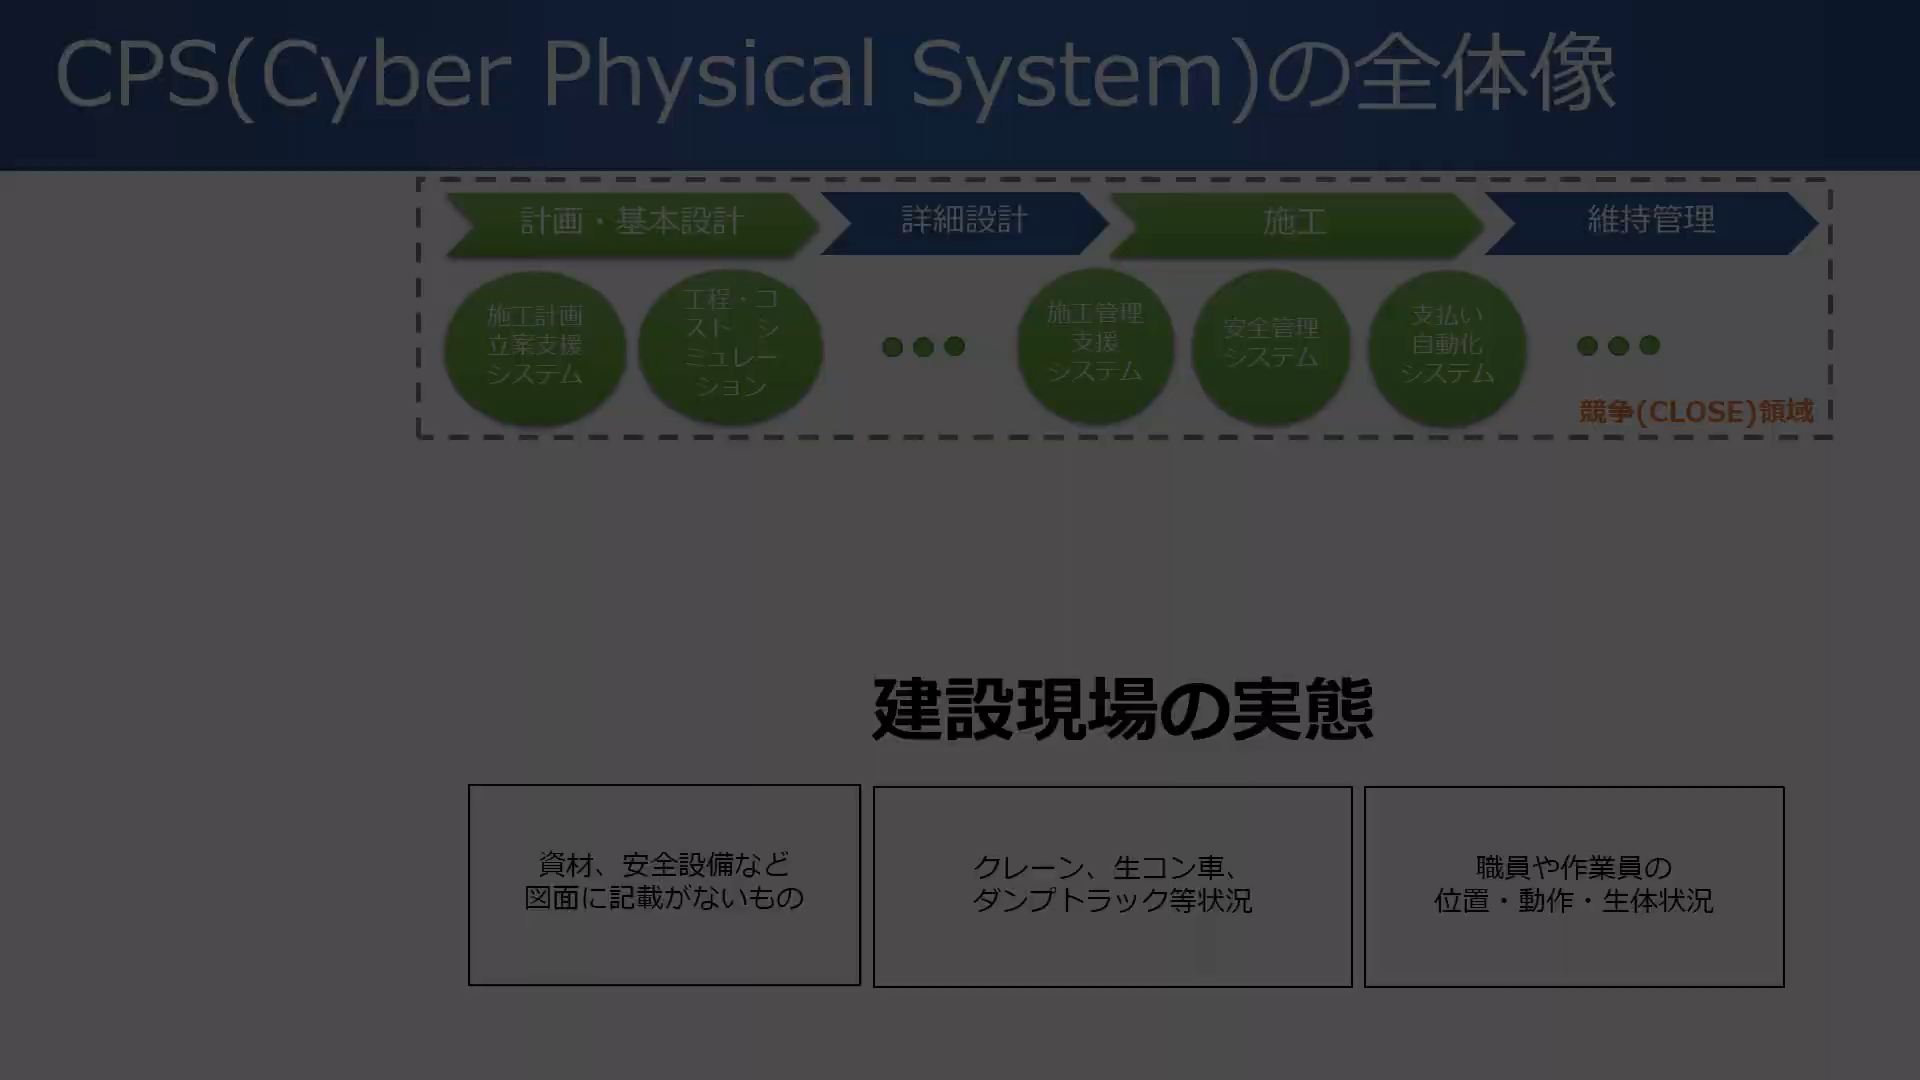 CPS(Cyber Physical System)の全体像
計画・基本設計
詳細設計
施工
維持管理
施工計画
立案支援
システム
工程・コ
スト シ
ミュレー
ション
施工管理
支援
システム
安全管理
システム
支払い
自動化
システム
競争(CLOSE)領域
建設現場の実態
資材、安全設備など
図面に記載がないもの
クレーン、生コン車、
ダンプトラック等状況
職員や作業員の
位置・動作・生体状況